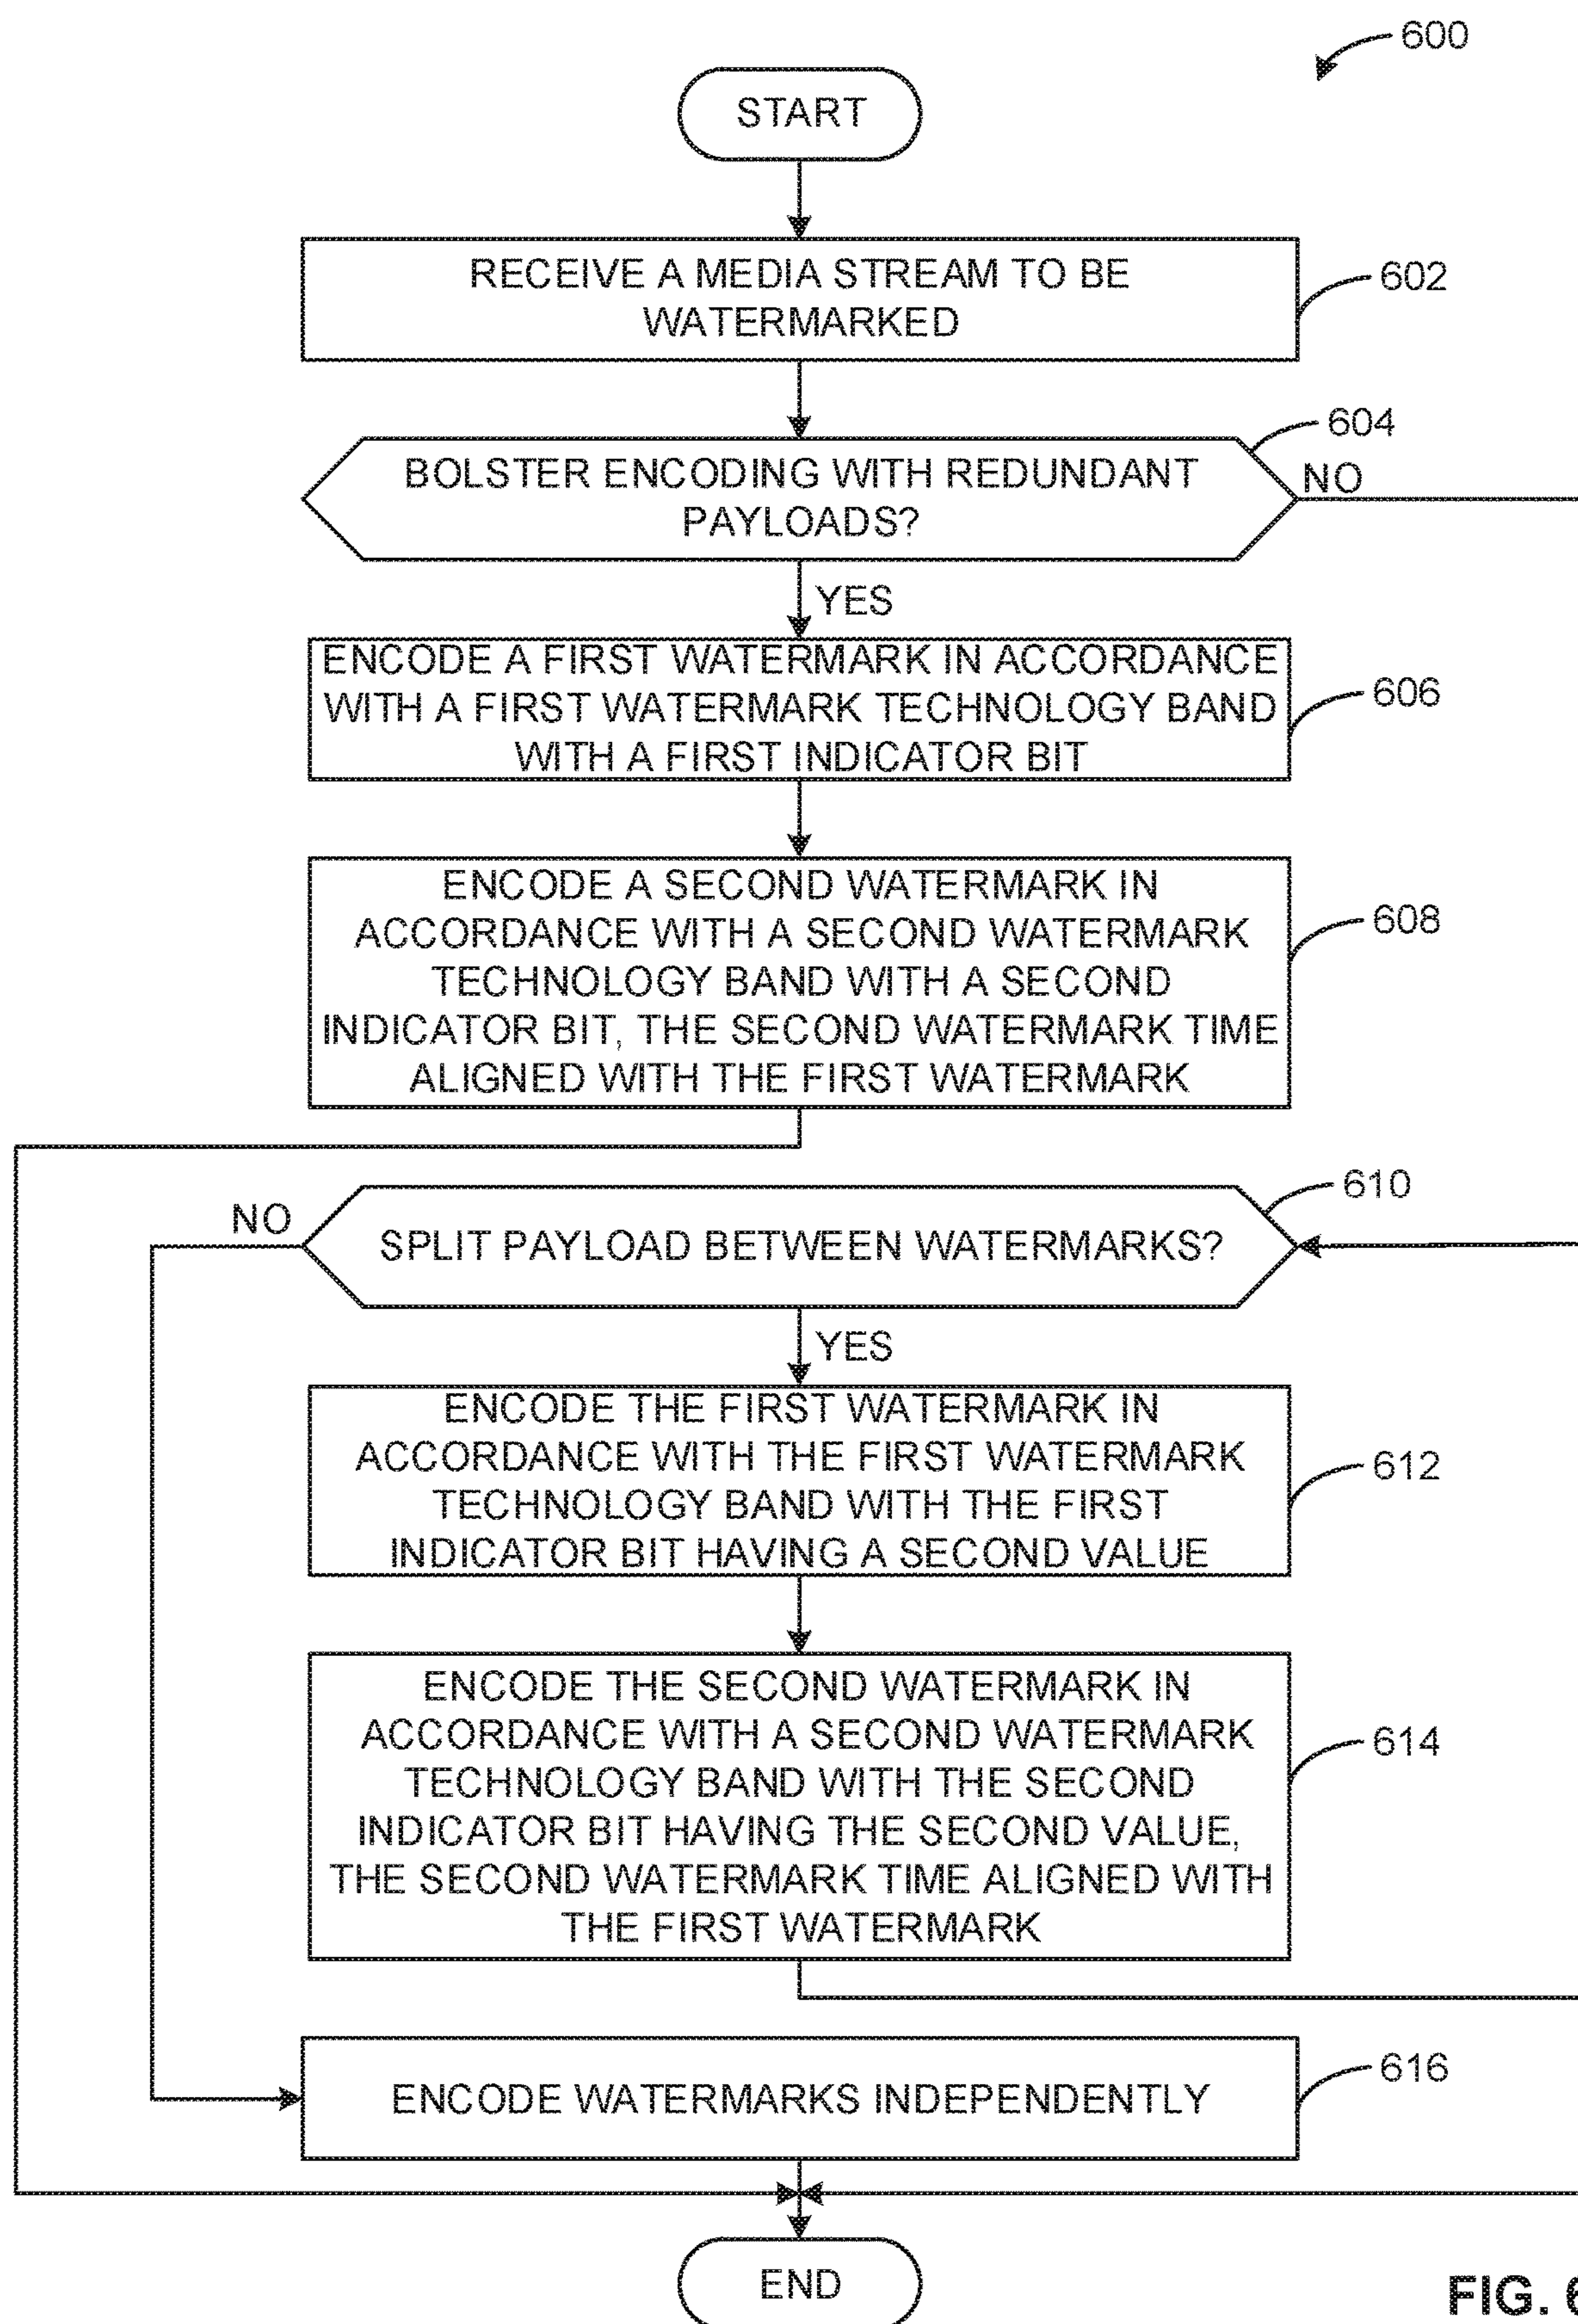 600
START
RECEIVE A MEDIA STREAM TO BE
WATERMARKED
602
604
BOLSTER ENCODING WITH REDUNDANT
PAYLOADS?
NO
YES
ENCODE A FIRST WATERMARK IN ACCORDANCE
WITH A FIRST WATERMARK TECHNOLOGY BAND
WITH A FIRST INDICATOR BIT
606
ENCODE A SECOND WATERMARK IN
ACCORDANCE WITH A SECOND WATERMARK
TECHNOLOGY BAND WITH A SECOND
INDICATOR BIT, THE SECOND WATERMARK TIME
ALIGNED WITH THE FIRST WATERMARK
608
610
NO
SPLIT PAYLOAD BETWEEN WATERMARKS?
YES
ENCODE THE FIRST WATERMARK IN
ACCORDANCE WITH THE FIRST WATERMARK
TECHNOLOGY BAND WITH THE FIRST
INDICATOR BIT HAVING A SECOND VALUE
612
ENCODE THE SECOND WATERMARK IN
ACCORDANCE WITH A SECOND WATERMARK
TECHNOLOGY BAND WITH THE SECOND
INDICATOR BIT HAVING THE SECOND VALUE,
THE SECOND WATERMARK TIME ALIGNED WITH
THE FIRST WATERMARK
614
ENCODE WATERMARKS INDEPENDENTLY
616
END
FIG. 6